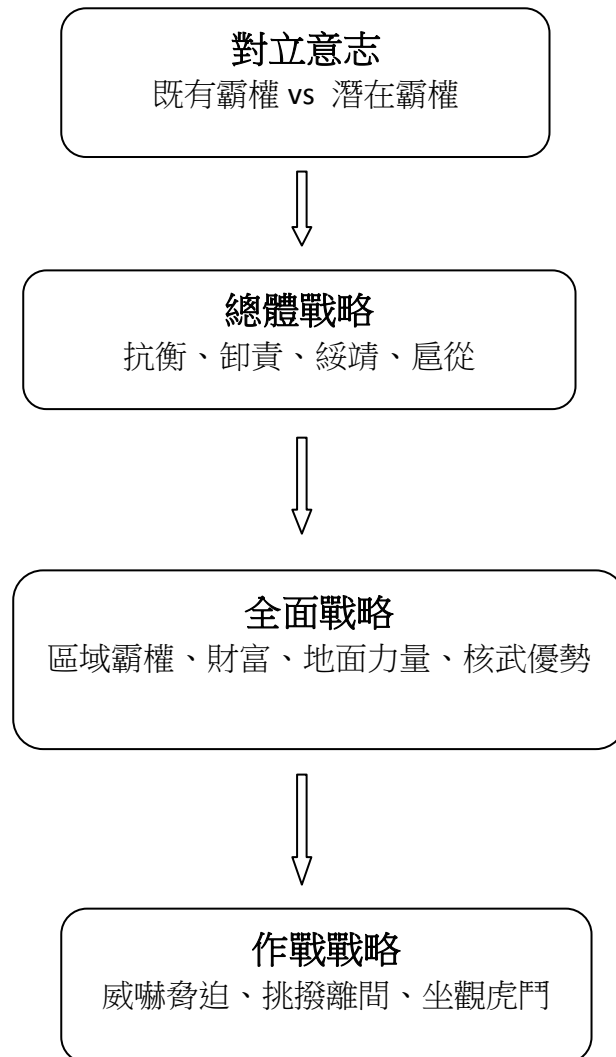 對立意志
既有霸權 vs 潛在霸權
總體戰略
抗衡、卸責、綏靖、扈從
全面戰略
區域霸權、財富、地面力量、核武優勢
作戰戰略
威嚇脅迫、挑撥離間、坐觀虎鬥